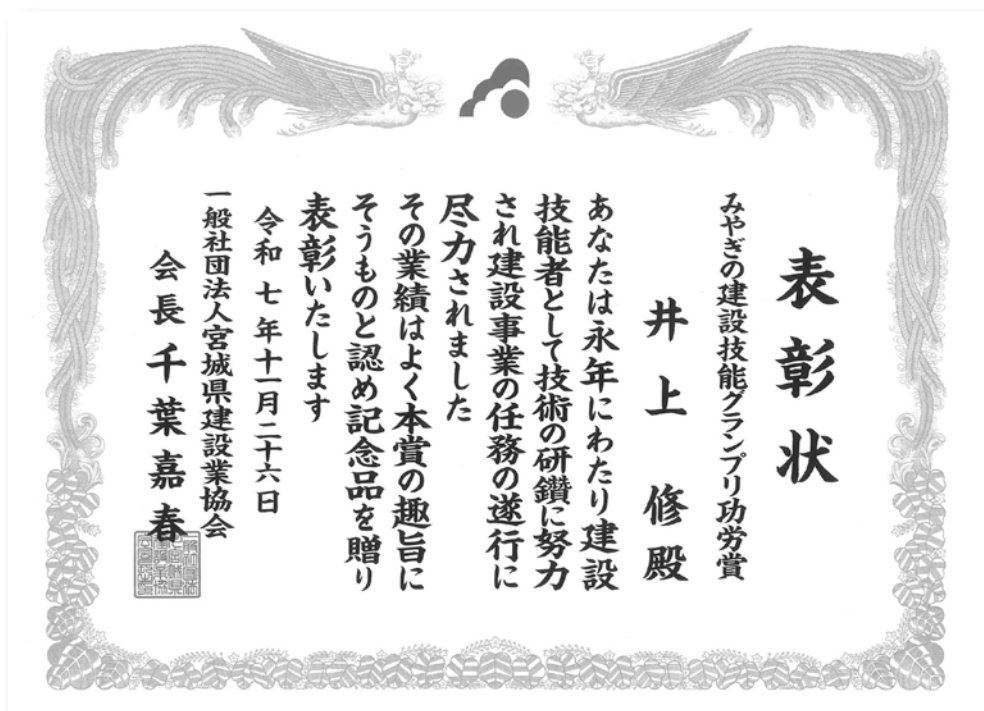 表彰状
みやぎの建設技能グランプリ功労賞
井上 修殿
あなたは永年にわたり建設
技能者として技術の研鑽に努力
され建設事業の任務の遂行に
尽力されました
その業績はよく本賞の趣旨に
そうものと認め記念品を贈り
表彰いたします
令和七年十一月二十六日
一般社団法人宮城県建設業協会
会長千葉嘉春